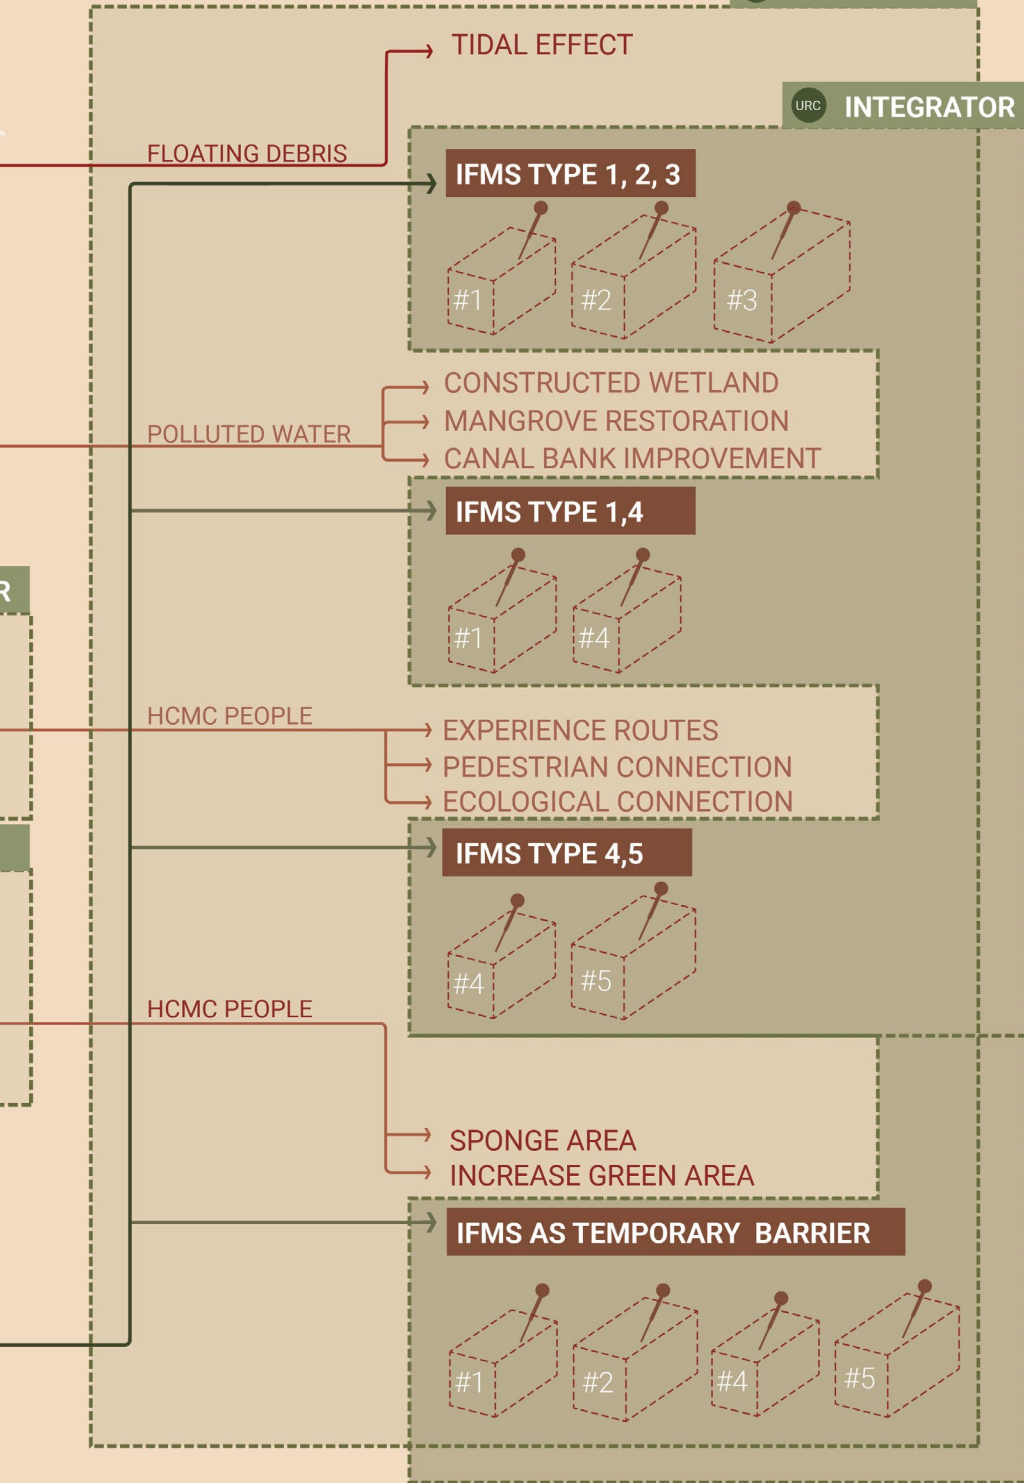 TIDAL EFFECT
URC INTEGRATOR
FLOATING DEBRIS
IFMS TYPE 1, 2, 3
#1 #2 #3
CONSTRUCTED WETLAND
POLLUTED WATER
MANGROVE RESTORATION
CANAL BANK IMPROVEMENT
IFMS TYPE 1,4
R
#1 #4
HCMC PEOPLE
EXPERIENCE ROUTES
PEDESTRIAN CONNECTION
ECOLOGICAL CONNECTION
IFMS TYPE 4,5
#4 #5
HCMC PEOPLE
SPONGE AREA
INCREASE GREEN AREA
IFMS AS TEMPORARY BARRIER
#1 #2 #4 #5